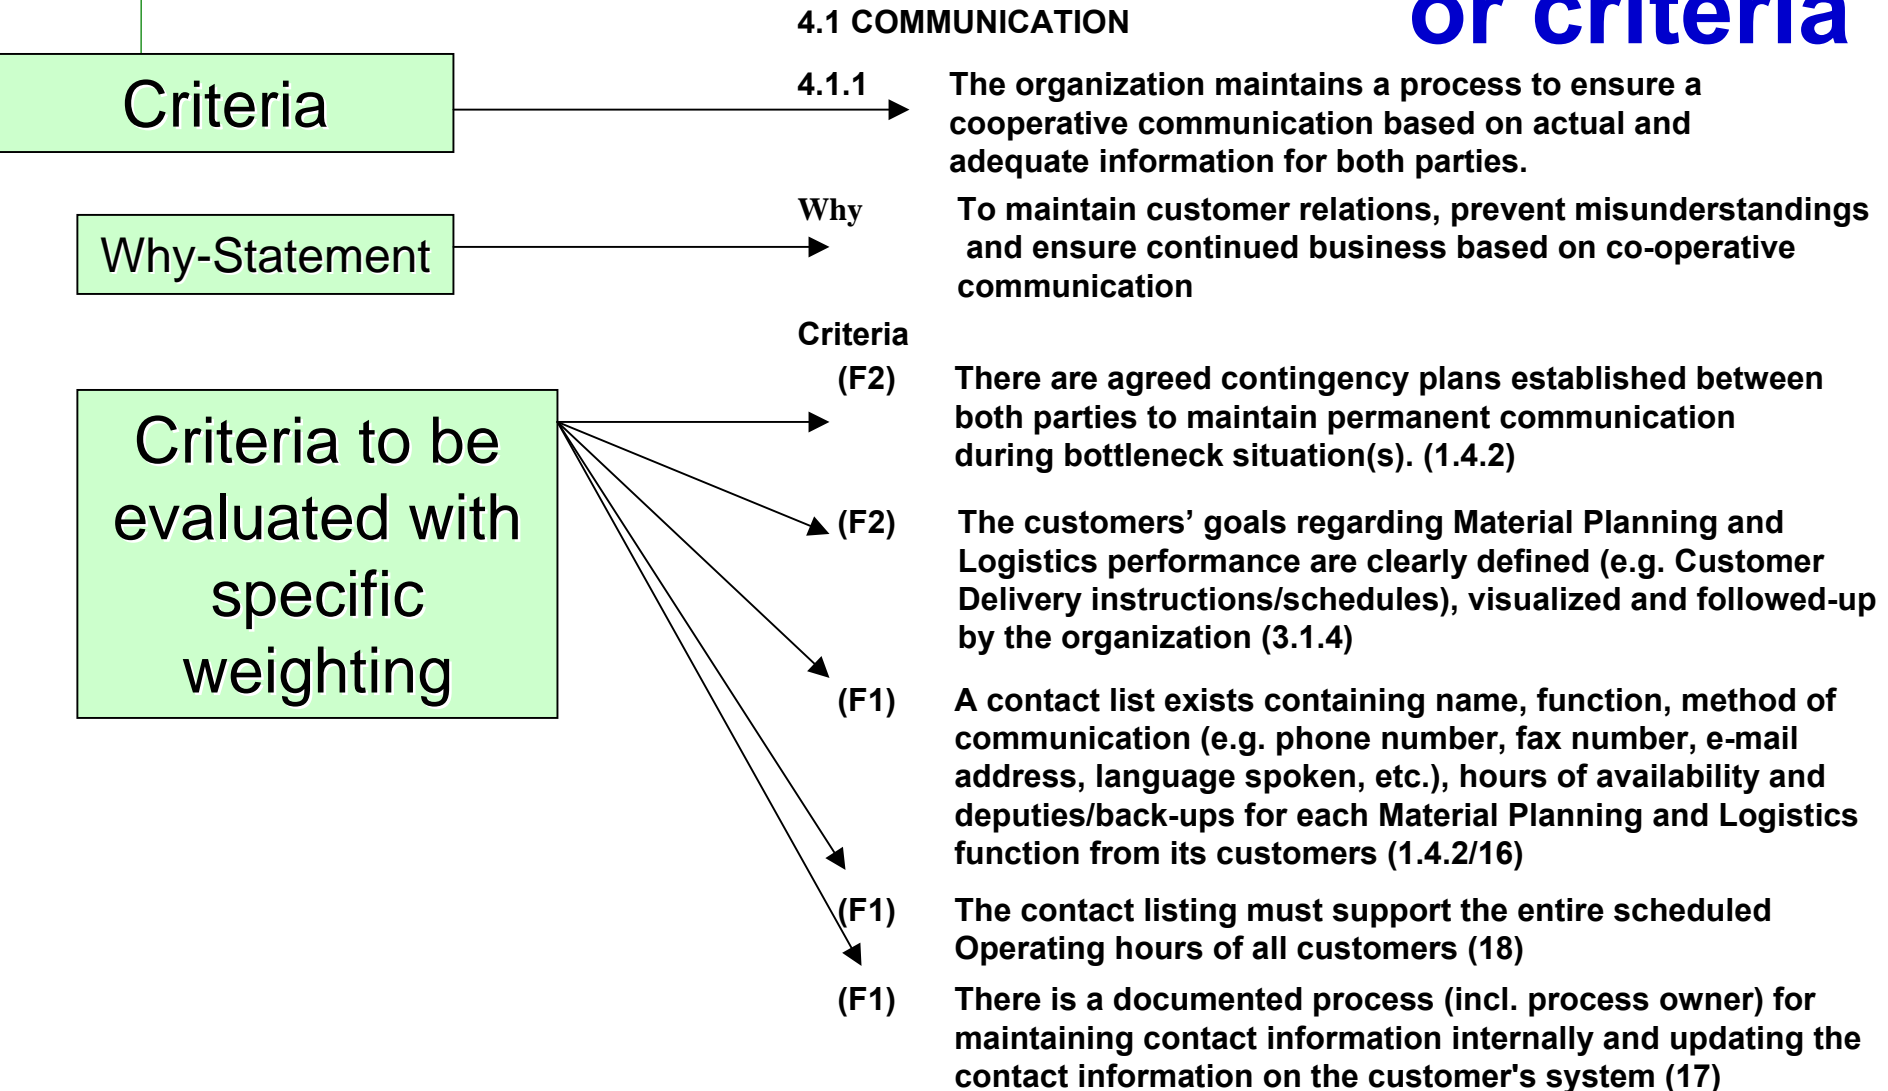 or criteria
4.1 COMMUNICATION
Criteria
4.1.1 The organization maintains a process to ensure a
cooperative communication based on actual and
adequate information for both parties.
Why-Statement
Why To maintain customer relations, prevent misunderstandings
and ensure continued business based on co-operative
communication
Criteria to be
evaluated with
specific
weighting
Criteria
(F2) There are agreed contingency plans established between
both parties to maintain permanent communication
during bottleneck situation(s). (1.4.2)
(F2) The customers’ goals regarding Material Planning and
Logistics performance are clearly defined (e.g. Customer
Delivery instructions/schedules), visualized and followed-up
by the organization (3.1.4)
(F1) A contact list exists containing name, function, method of
communication (e.g. phone number, fax number, e-mail
address, language spoken, etc.), hours of availability and
deputies/back-ups for each Material Planning and Logistics
function from its customers (1.4.2/16)
(F1) The contact listing must support the entire scheduled
Operating hours of all customers (18)
(F1) There is a documented process (incl. process owner) for
maintaining contact information internally and updating the
contact information on the customer's system (17)